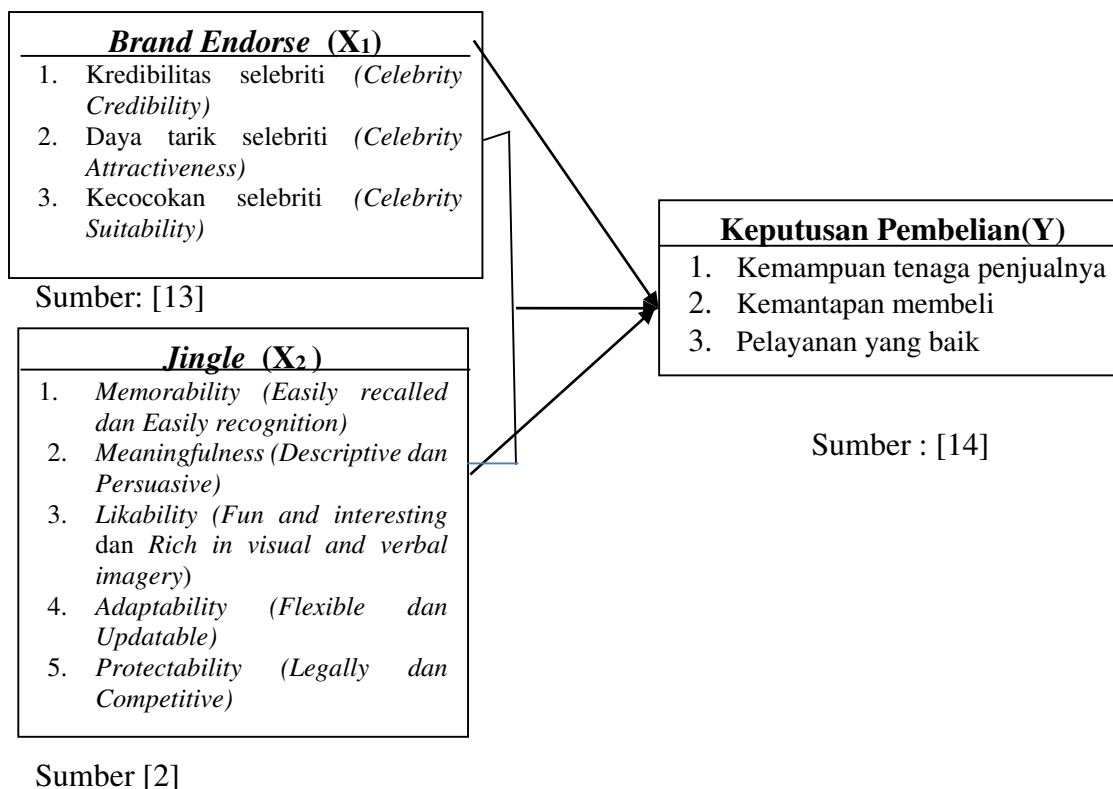 Brand Endorse (X1)
1. Kredibilitas selebriti (Celebrity
Credibility)
2. Daya tarik selebriti (Celebrity
Attractiveness)
3. Kecocokan selebriti (Celebrity
Suitability)
Sumber: [13]
Jingle (X2)
1. Memorability (Easily recalled
dan Easily recognition)
2. Meaningfulness (Descriptive dan
Persuasive)
3. Likability (Fun and interesting
dan Rich in visual and verbal
imagery)
4. Adaptability (Flexible dan
Updatable)
5. Protectability (Legally dan
Competitive)
Sumber [2]
Keputusan Pembelian(Y)
1. Kemampuan tenaga penjualnya
2. Kemantapan membeli
3. Pelayanan yang baik
Sumber : [14]